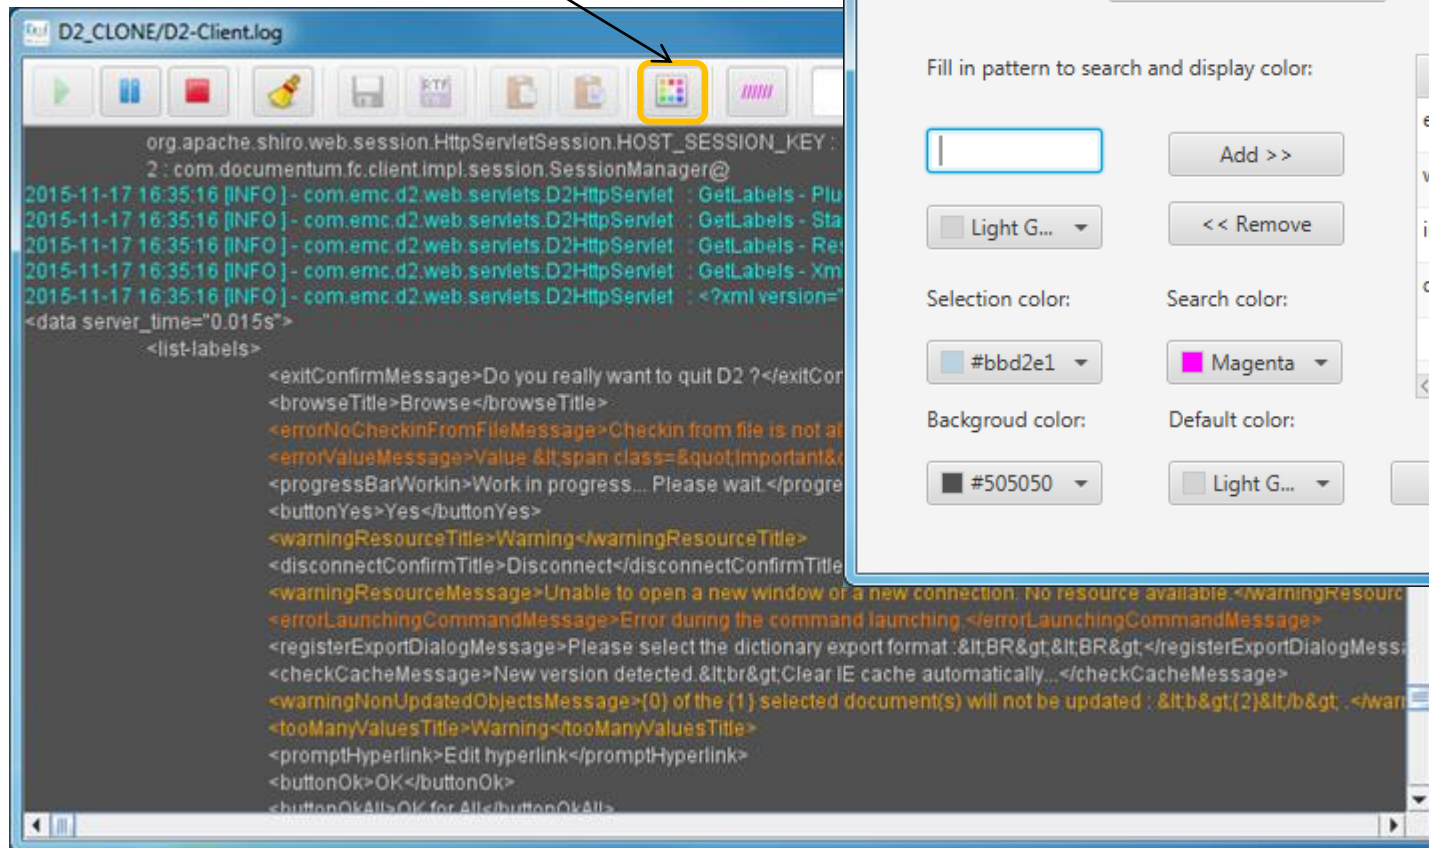 D2_CLONE/D2-Client.log
RTF
org.apache.shiro.web.session.HttpServletSession.HOST_SESSION_KEY :
2 : com.documentum.fc.client.impl.session.SessionManager@
2015-11-17 16:35:16 [INFO ] - com.emc.d2.web.servlets.D2HttpServlet : GetLabels - Plu
2015-11-17 16:35:16 [INFO ] - com.emc.d2.web.servlets.D2HttpServlet : GetLabels - Sta
2015-11-17 16:35:16 [INFO ] - com.emc.d2.web.servlets.D2HttpServlet : GetLabels - Res
2015-11-17 16:35:16 [INFO ] - com.emc.d2.web.servlets.D2HttpServlet : GetLabels - Xml
2015-11-17 16:35:16 [INFO ] - com.emc.d2.web.servlets.D2HttpServlet : <?xml version="
<data server_time="0.015s">
<list-labels>
<exitConfirmMessage>Do you really want to quit D2 ?</exitCon
<browseTitle>Browse</browseTitle>
<errorNoCheckinFromFileMessage>Checkin from file is not al
<errorValueMessage>Value &lt;span class=&quot;Important&q
<progressBarWorkin>Work in progress... Please wait.</progre
<buttonYes>Yes</buttonYes>
<warningResourceTitle>Warning</warningResourceTitle>
<disconnectConfirmTitle>Disconnect</disconnectConfirmTitle
<warningResourceMessage>Unable to open a new window of a new connection. No resource available.</warningResourc
<errorLaunchingCommandMessage>Error during the command launching.</errorLaunchingCommandMessage>
<registerExportDialogMessage>Please select the dictionary export format :&lt;BR&gt;&lt;BR&gt;</registerExportDialogMessa
<checkCacheMessage>New version detected.&lt;br&gt;Clear IE cache automatically...</checkCacheMessage>
<warningNonUpdatedObjectsMessage>{0} of the {1} selected document(s) will not be updated : &lt;b&gt;{2}&lt;/b&gt; .</warn
<tooManyValuesTitle>Warning</tooManyValuesTitle>
<promptHyperlink>Edit hyperlink</promptHyperlink>
<buttonOk>OK</buttonOk>
<buttonOkAll>OK for All</buttonOkAll>
Fill in pattern to search and display color:
Add >>
Light G...
<< Remove
Selection color:
Search color:
#bbd2e1
Magenta
Backgroud color:
Default color:
#505050
Light G...